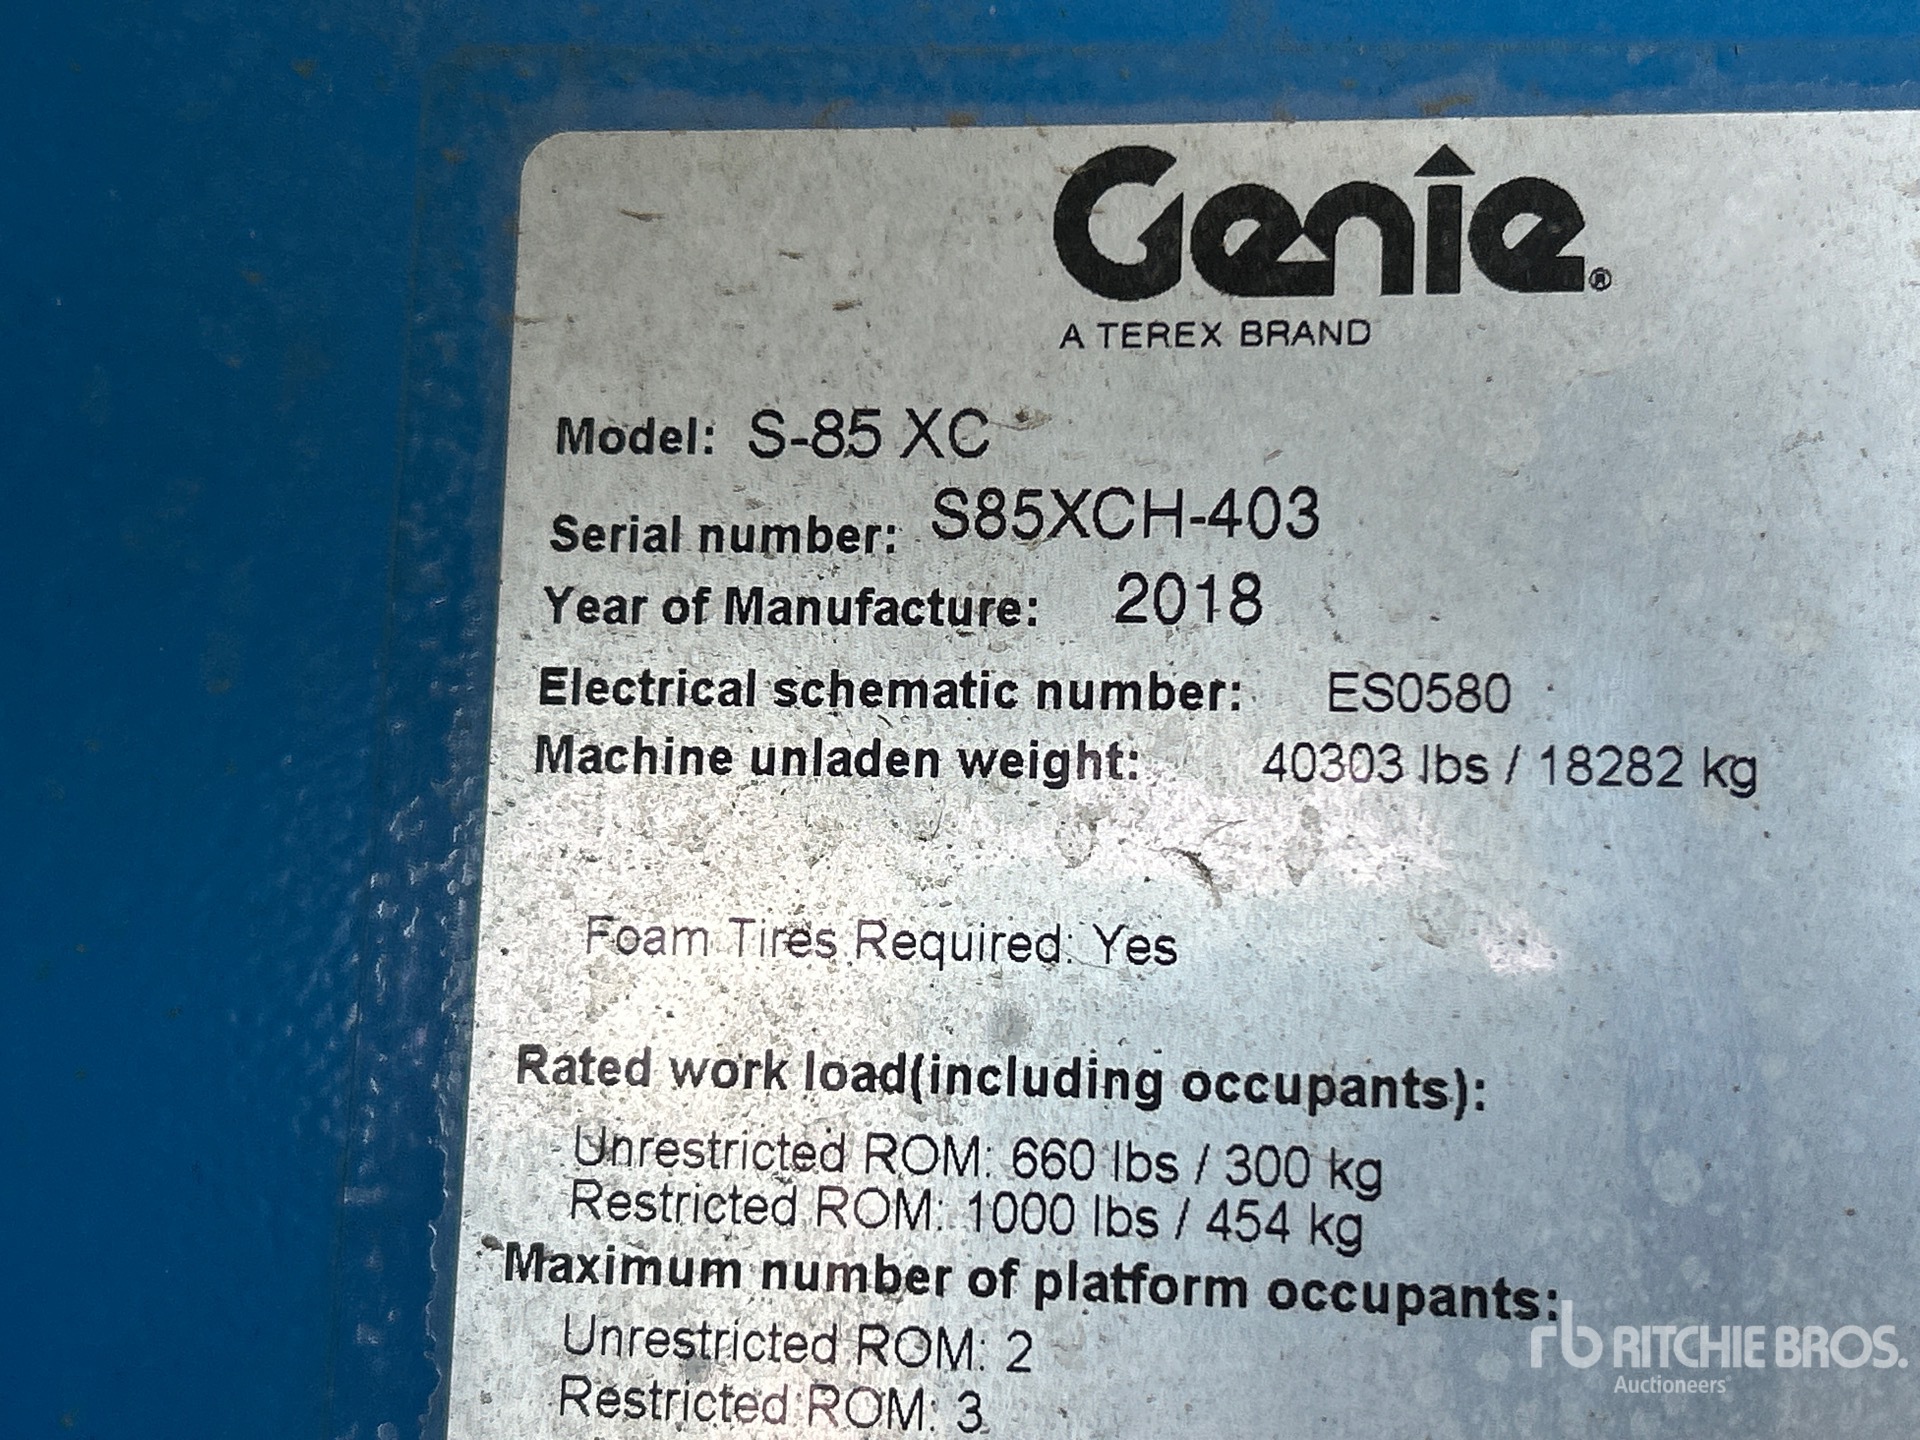 Genie®
A TEREX BRAND
Model: S-85 XC
Serial number: S85XCH-403
Year of Manufacture: 2018
Electrical schematic number: ES0580
Machine unladen weight: 40303 lbs / 18282 kg
Foam Tires Required: Yes
Rated work load(including occupants):
Unrestricted ROM: 660 lbs / 300 kg
Restricted ROM: 1000 lbs / 454 kg
Maximum number of platform occupants:
Unrestricted ROM: 2
Restricted ROM: 3
rb RITCHIE BROS.
Auctioneers